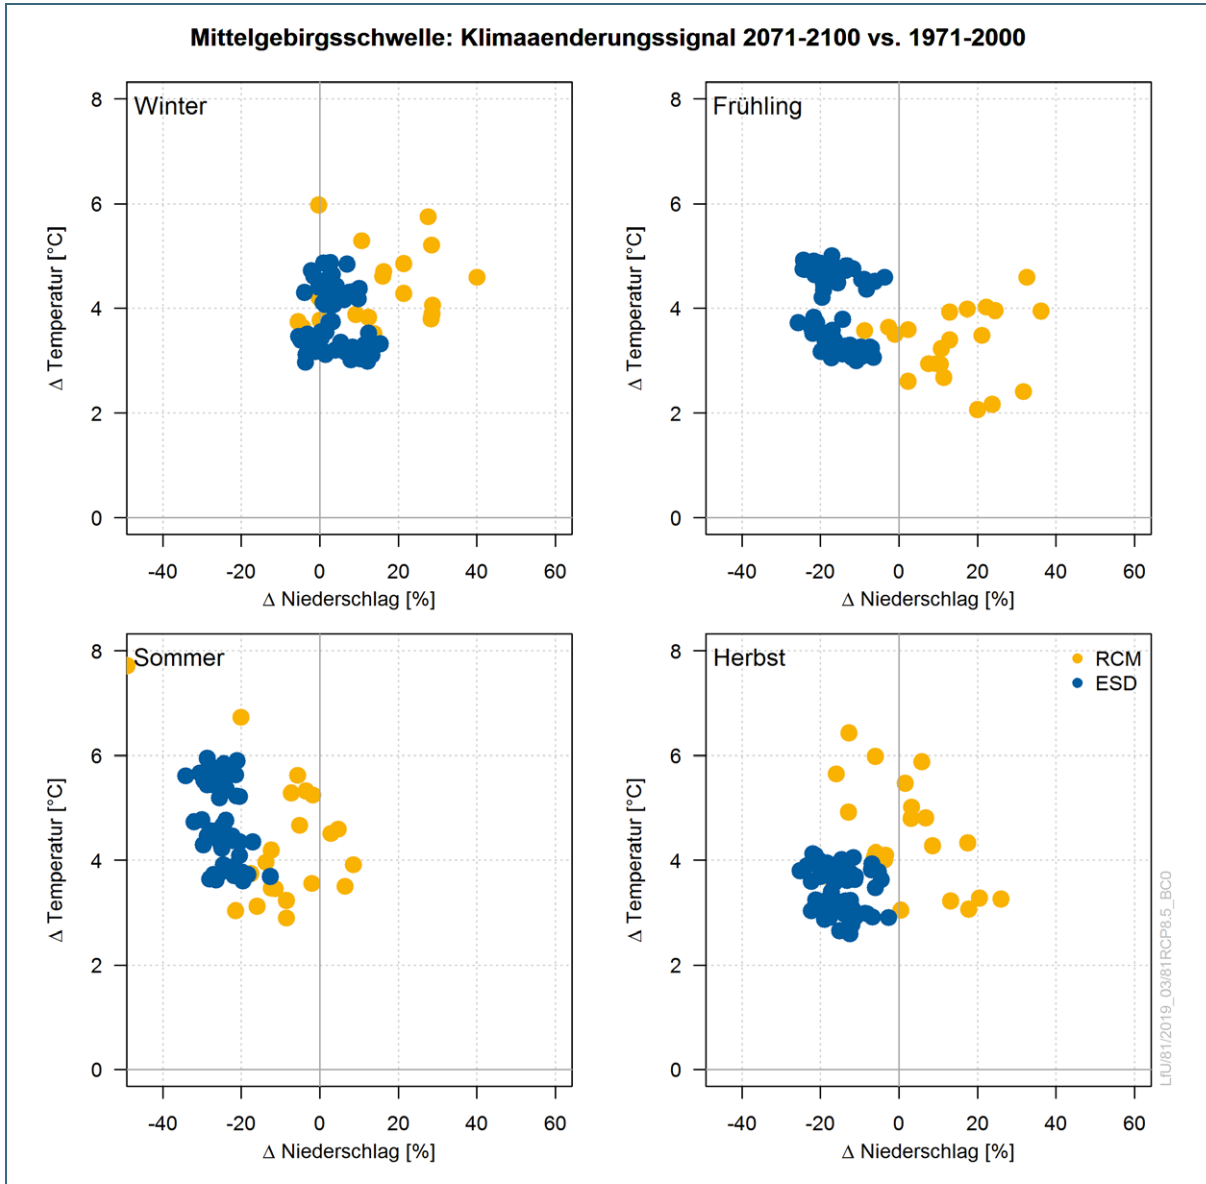 Mittelgebirgsschwelle: Klimaaenderungssignal 2071-2100 vs. 1971-2000
Winter
8
6
4
2
0
Δ Temperatur [°C]
-40 -20 0 20 40 60
Δ Niederschlag [%]
Frühling
8
6
4
2
0
Δ Temperatur [°C]
-40 -20 0 20 40 60
Δ Niederschlag [%]
Sommer
8
6
4
2
0
Δ Temperatur [°C]
-40 -20 0 20 40 60
Δ Niederschlag [%]
Herbst
RCM
ESD
8
6
4
2
0
Δ Temperatur [°C]
-40 -20 0 20 40 60
Δ Niederschlag [%]
LfU/81/2019_03/81RCP8.5_BC0